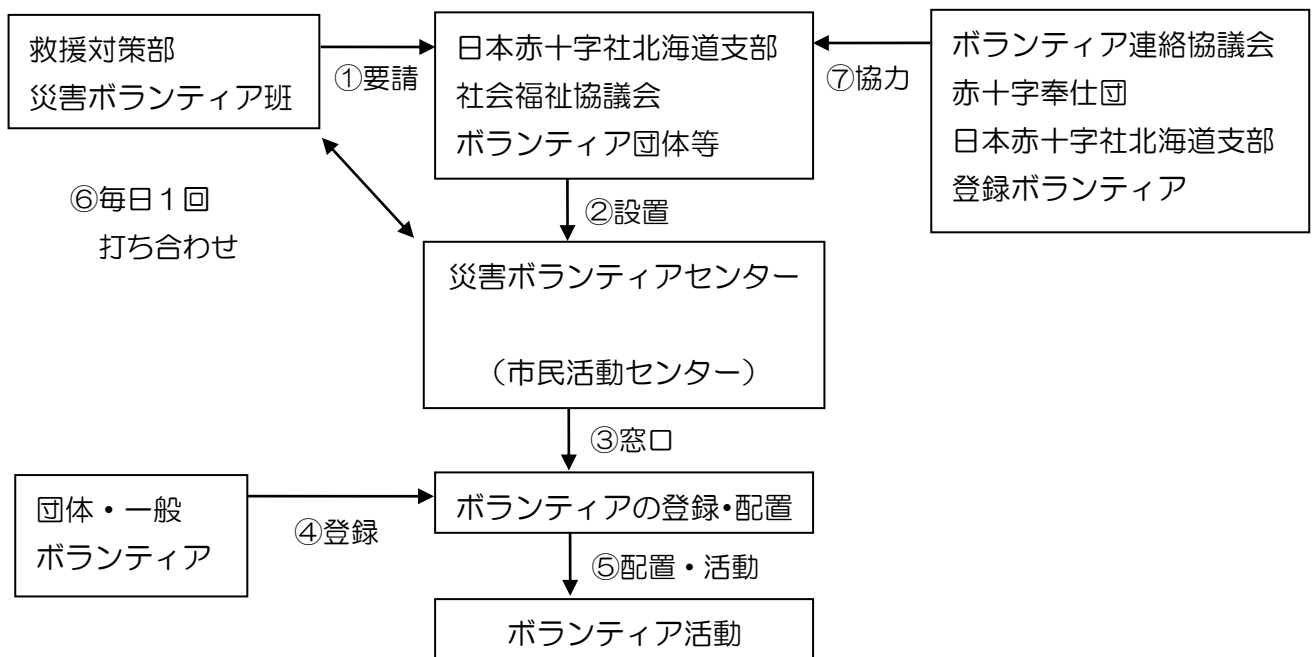 救援対策部
災害ボランティア班
①要請
日本赤十字社北海道支部
社会福祉協議会
ボランティア団体等
⑦協力
ボランティア連絡協議会
赤十字奉仕団
日本赤十字社北海道支部
登録ボランティア
⑥毎日1回
打ち合わせ
②設置
災害ボランティアセンター
(市民活動センター)
③窓口
団体・一般
ボランティア
④登録
ボランティアの登録・配置
⑤配置・活動
ボランティア活動